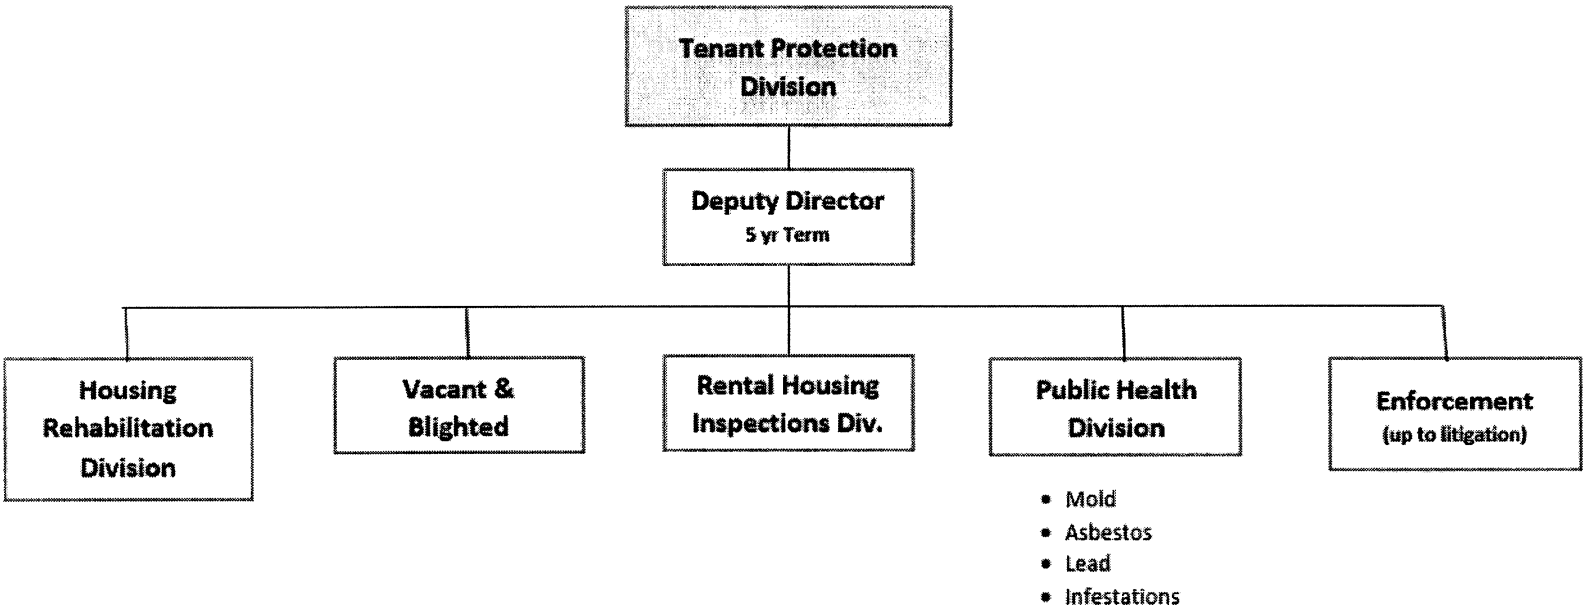 Tenant Protection
Division
Deputy Director
5 yr Term
Housing
Rehabilitation
Division
Vacant &
Blighted
Rental Housing
Inspections Div.
Public Health
Division
• Mold
• Asbestos
• Lead
• Infestations
Enforcement
(up to litigation)